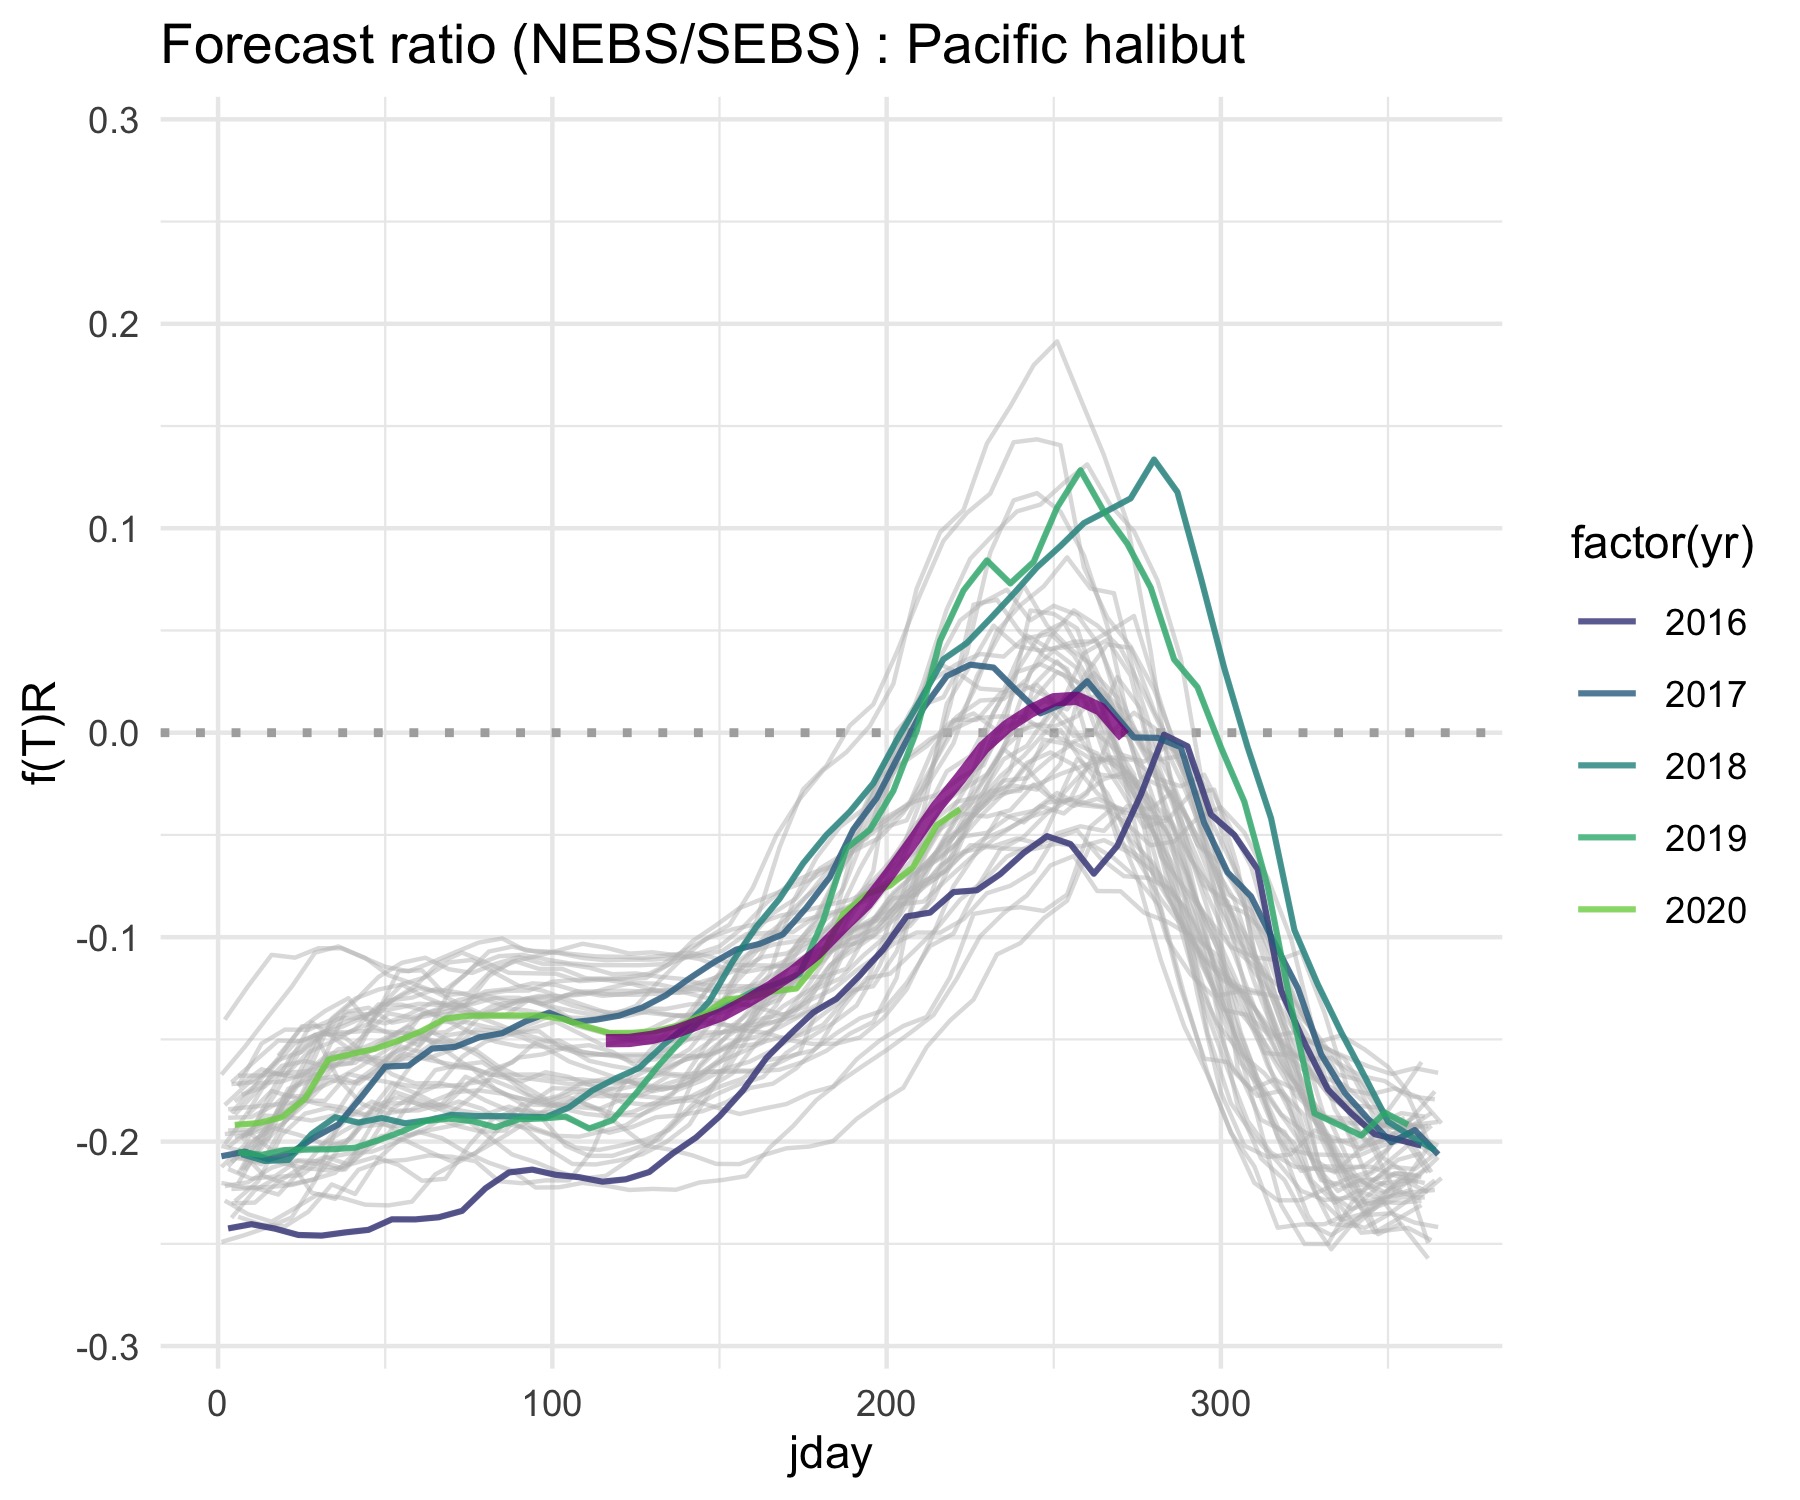 Forecast ratio (NEBS/SEBS) : Pacific halibut
0.3
0.2
0.1
0.0
-0.1
-0.2
-0.3
f(T)R
0 100 200 300
jday
factor(yr)
2016
2017
2018
2019
2020